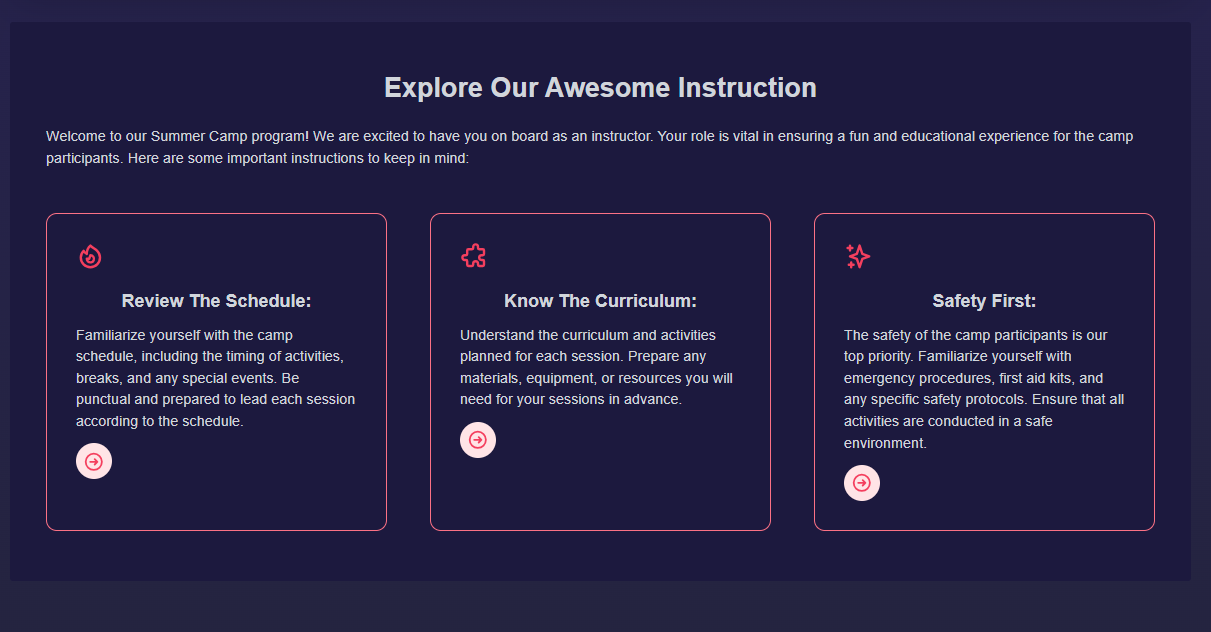 Explore Our Awesome Instruction
Welcome to our Summer Camp program! We are excited to have you on board as an instructor. Your role is vital in ensuring a fun and educational experience for the camp
participants. Here are some important instructions to keep in mind:
Review The Schedule:
Familiarize yourself with the camp
schedule, including the timing of activities,
breaks, and any special events. Be
punctual and prepared to lead each session
according to the schedule.
Know The Curriculum:
Understand the curriculum and activities
planned for each session. Prepare any
materials, equipment, or resources you will
need for your sessions in advance.
Safety First:
The safety of the camp participants is our
top priority. Familiarize yourself with
emergency procedures, first aid kits, and
any specific safety protocols. Ensure that all
activities are conducted in a safe
environment.